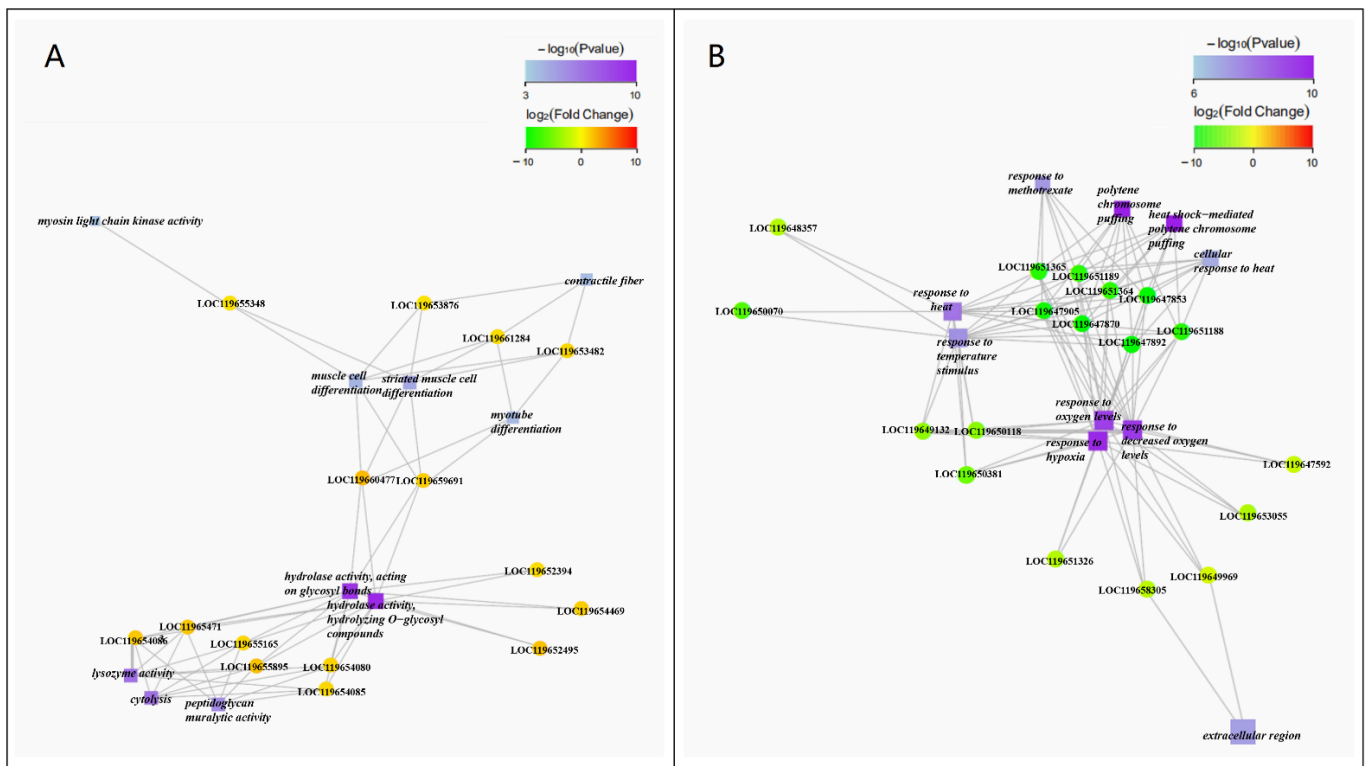 A
−log10(Pvalue)
3 10
log2(Fold Change)
−10 0 10
myosin light chain kinase activity
contractile fiber
LOC119655348
LOC119653876
LOC119661284
LOC119653482
muscle cell
differentiation
striated muscle cell
differentiation
myotube
differentiation
LOC119660477
LOC119659691
hydrolase activity, acting
on glycosyl bonds
hydrolase activity,
hydrolyzing O−glycosyl
compounds
LOC119652394
LOC119654469
LOC119652495
LOC11965471
LOC119654086
LOC119655165
LOC119655895
LOC119654080
LOC119654085
lysozyme activity
cytolysis
peptidoglycan
muralytic activity
B
−log10(Pvalue)
6 10
log2(Fold Change)
−10 0 10
response to
methotrexate
polytene
chromosome
puffing
heat shock−mediated
polytene chromosome
puffing
cellular
response to heat
LOC119648357
LOC119651365
LOC119651189
LOC119651364
LOC119647853
response to
heat
LOC119650070
LOC119647905
LOC119647870
LOC119651188
LOC119647892
response to
temperature
stimulus
response to
oxygen levels
response to
decreased oxygen
levels
response to
hypoxia
LOC119649132
LOC119650118
LOC119650381
LOC119647592
LOC119653055
LOC119651326
LOC119649969
LOC119658305
extracellular region